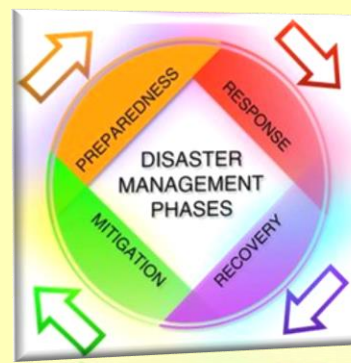 PREPAREDNESS
RESPONSE
DISASTER
MANAGEMENT
PHASES
MITIGATION
RECOVERY